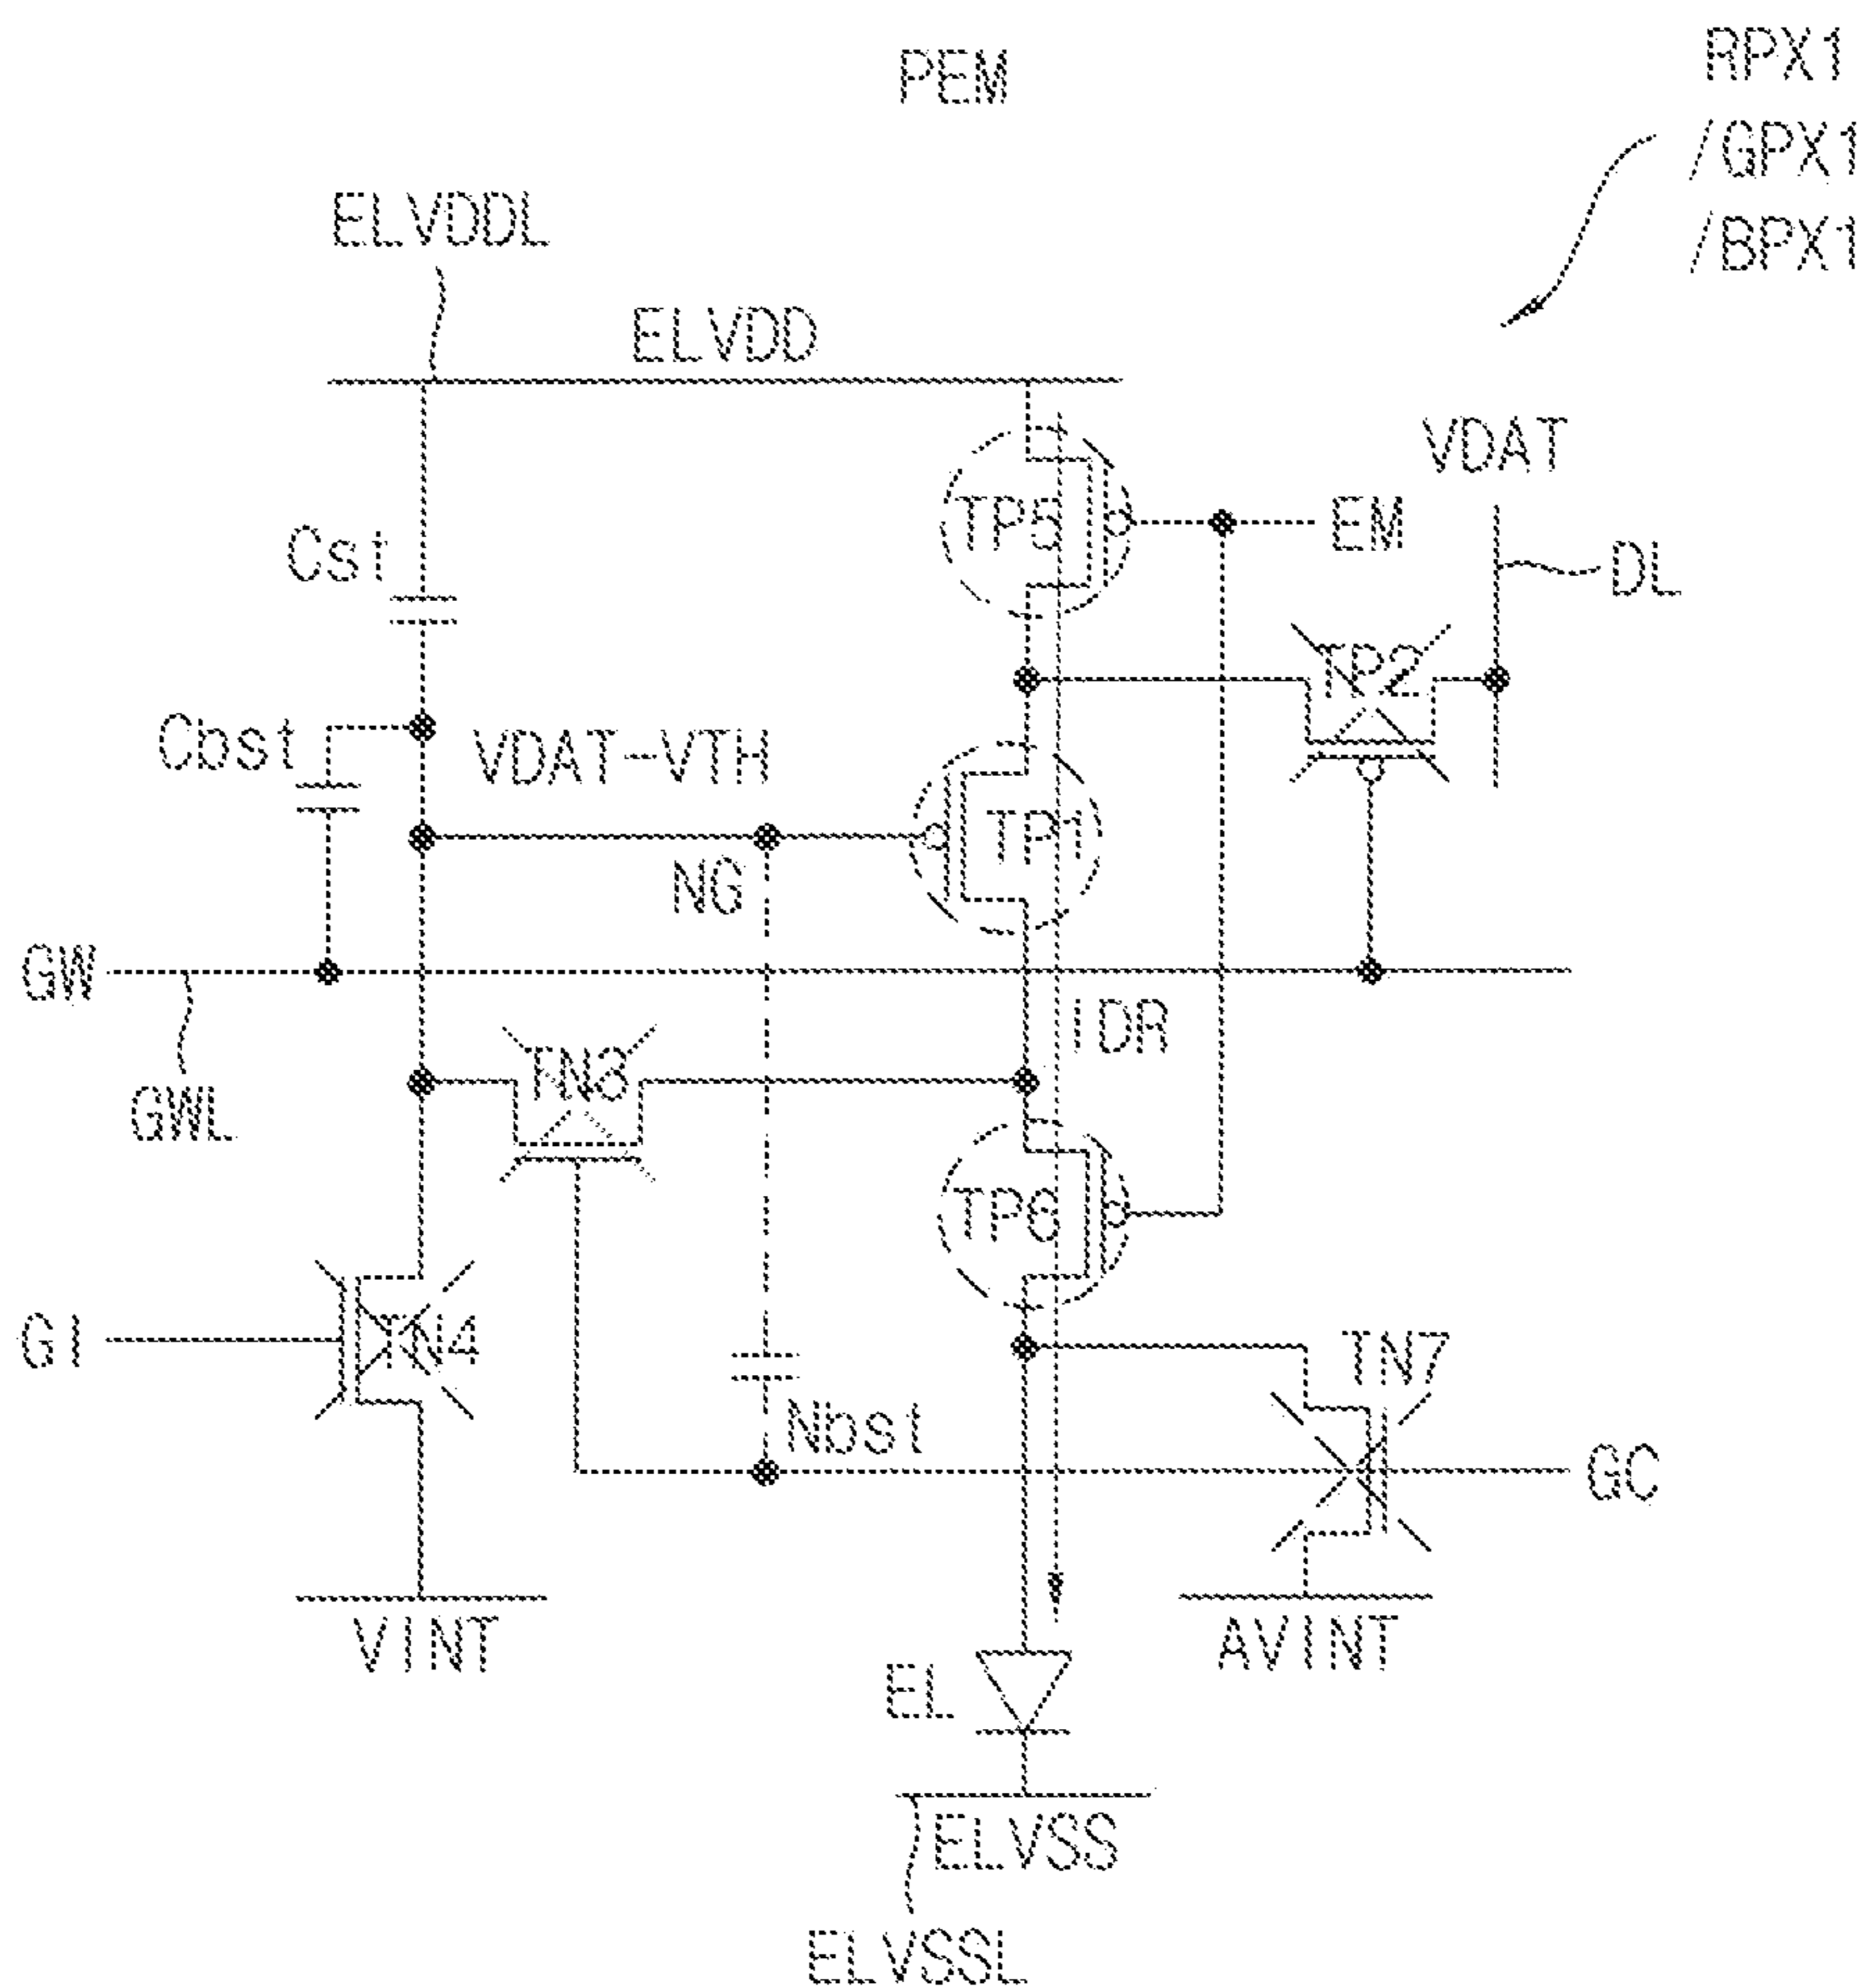 PEM
RPX1
/GPX1
/BPX1
ELVDDL
ELVDD
VDAT
TP5
EM
Cst
DL
TP2
Cbst
VDAT-VTH
TP1
NG
GW
IDR
TN3
GWL
TP6
GI
TN4
TN7
Nbst
GC
VINT
AVINT
EL
ELVSS
ELVSSL